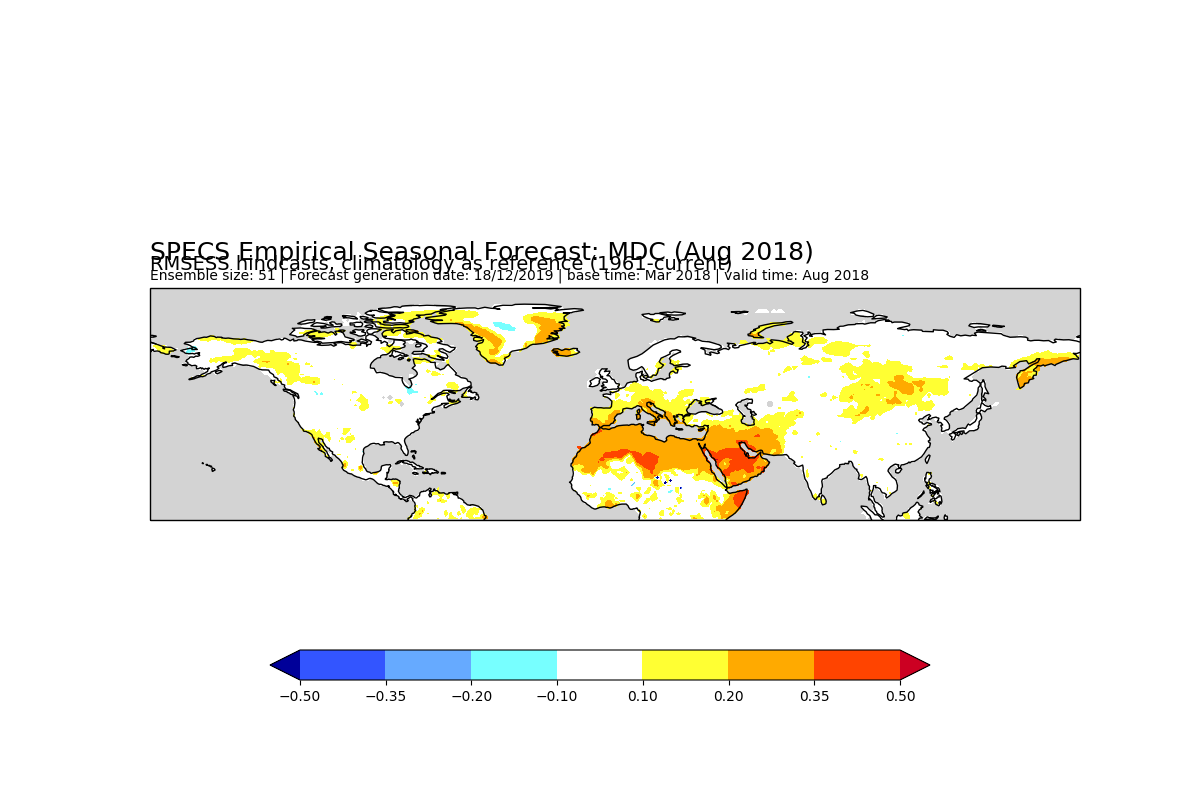 SPECS Empirical Seasonal Forecast: MDC (Aug 2018)
RMSESS hindcasts, climatology as reference (1961-current)
Ensemble size: 51 | Forecast generation date: 18/12/2019 | base time: Mar 2018 | valid time: Aug 2018
−0.50 −0.35 −0.20 −0.10 0.10 0.20 0.35 0.50